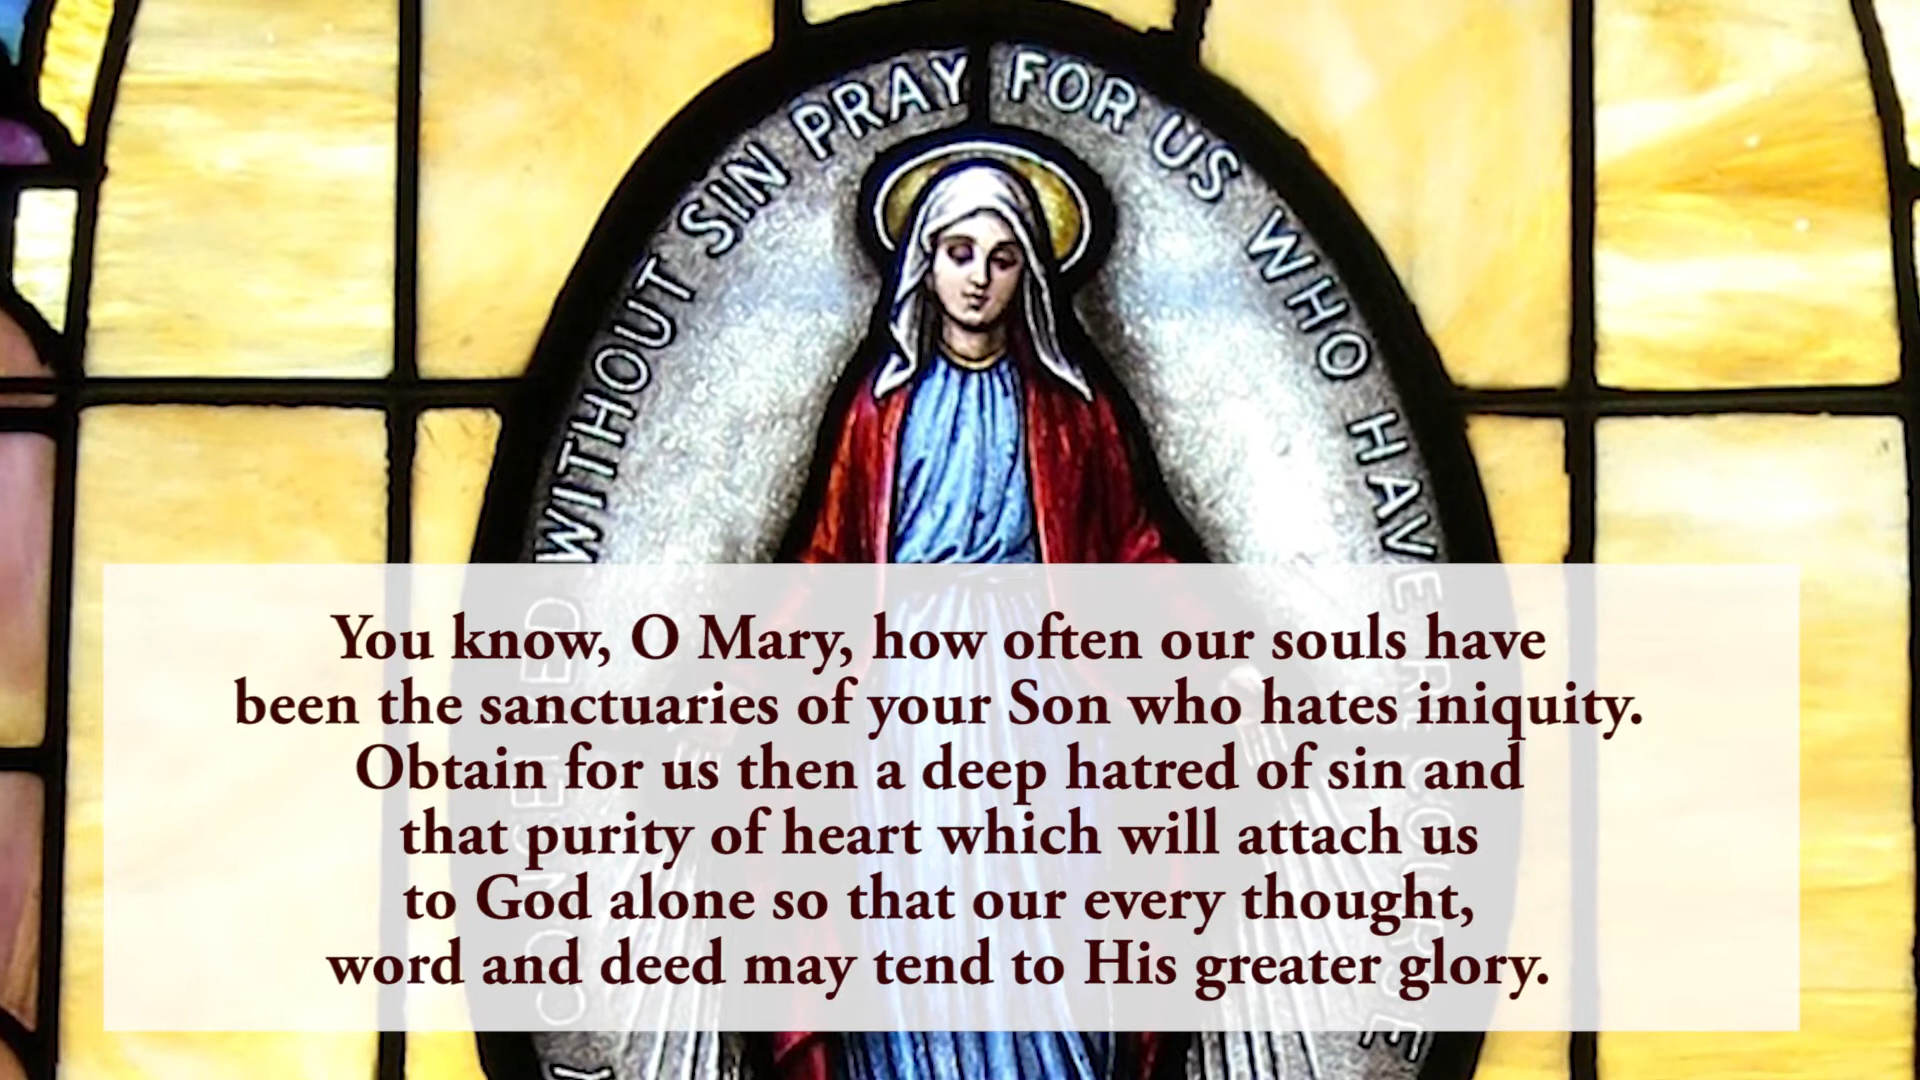 CONCEIVED WITHOUT SIN PRAY FOR US WHO HAVE RECOURSE
You know, O Mary, how often our souls have
been the sanctuaries of your Son who hates iniquity.
Obtain for us then a deep hatred of sin and
that purity of heart which will attach us
to God alone so that our every thought,
word and deed may tend to His greater glory.